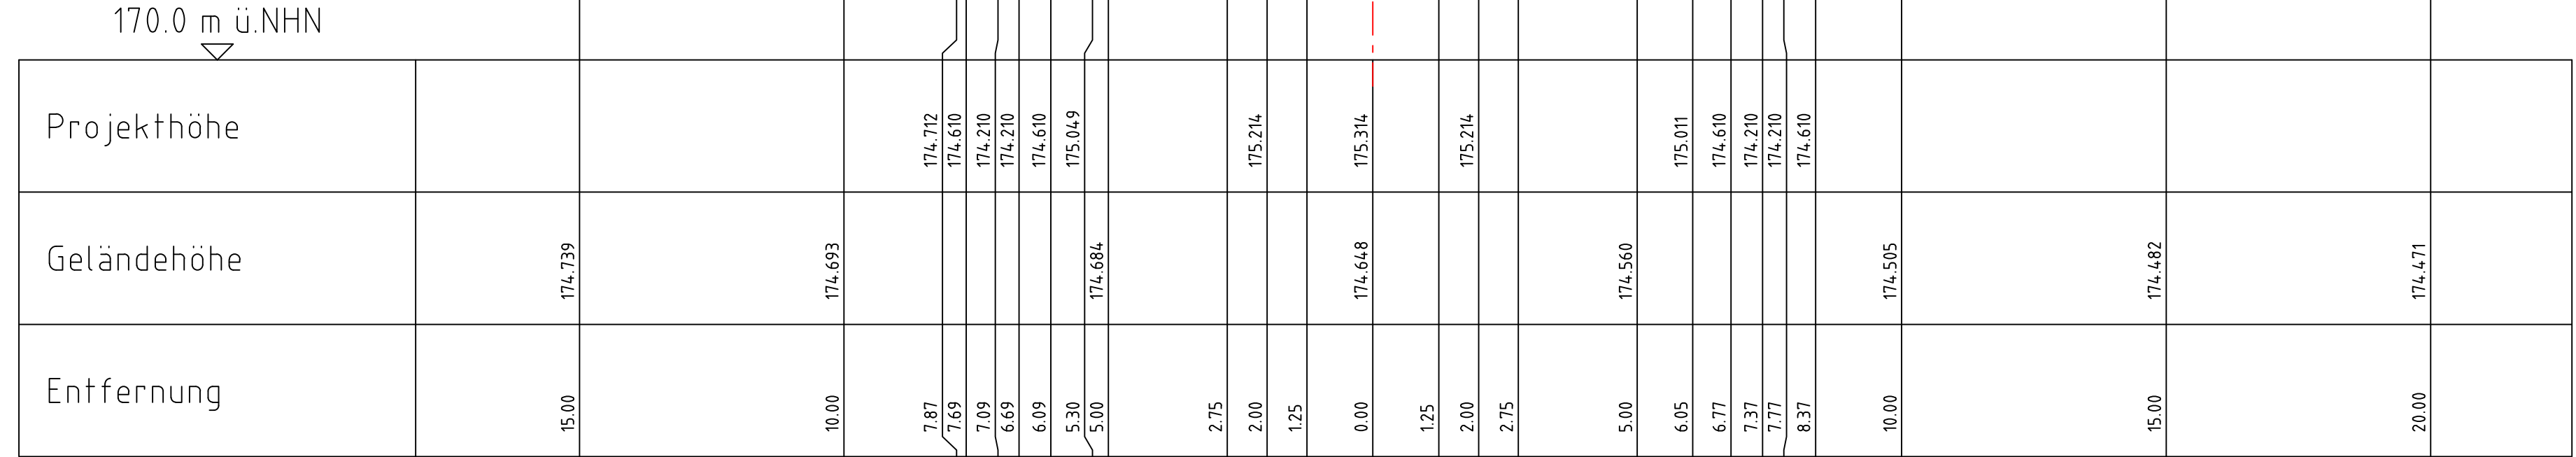 170.0 m ü.NHN
Projekthöhe 174.712 174.610 174.210 174.210 174.610 175.049 175.214 175.314 175.214 175.011 174.610 174.210 174.210 174.610
Geländehöhe 174.739 174.693 174.684 174.648 174.560 174.505 174.482 174.471
Entfernung 15.00 10.00 7.87 7.69 7.09 6.69 6.09 5.30 5.00 2.75 2.00 1.25 0.00 1.25 2.00 2.75 5.00 6.05 6.77 7.37 7.77 8.37 10.00 15.00 20.00